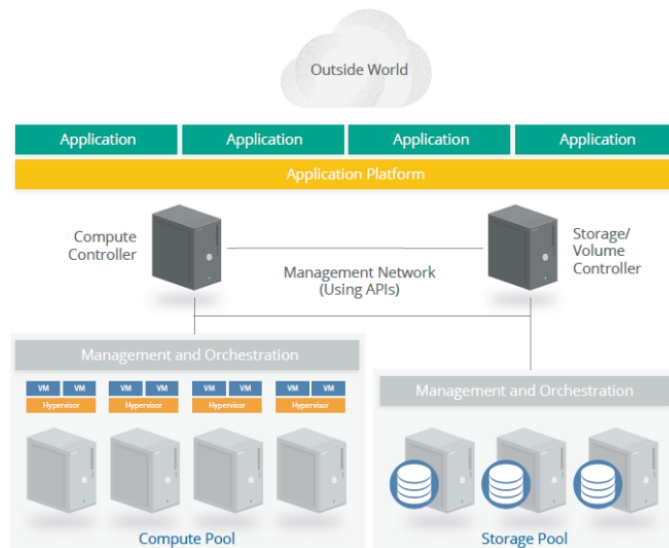 Outside World
Application
Application
Application
Application
Application Platform
Compute
Controller
Storage/
Volume
Controller
Management Network
(Using APIs)
Management and Orchestration
VM VM VM VM VM VM VM VM
Hypervisor Hypervisor Hypervisor Hypervisor
Compute Pool
Management and Orchestration
Storage Pool